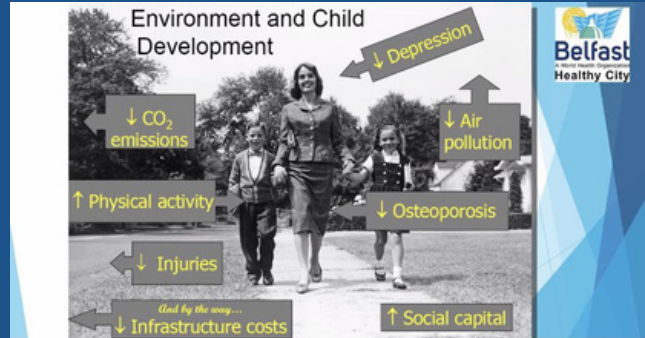 Environment and Child
Development
↓ Depression
Belfast
A World Health Organization
Healthy City
↓ CO₂
emissions
↓ Air
pollution
↑ Physical activity
↓ Osteoporosis
↓ Injuries
And by the way...
↓ Infrastructure costs
↑ Social capital